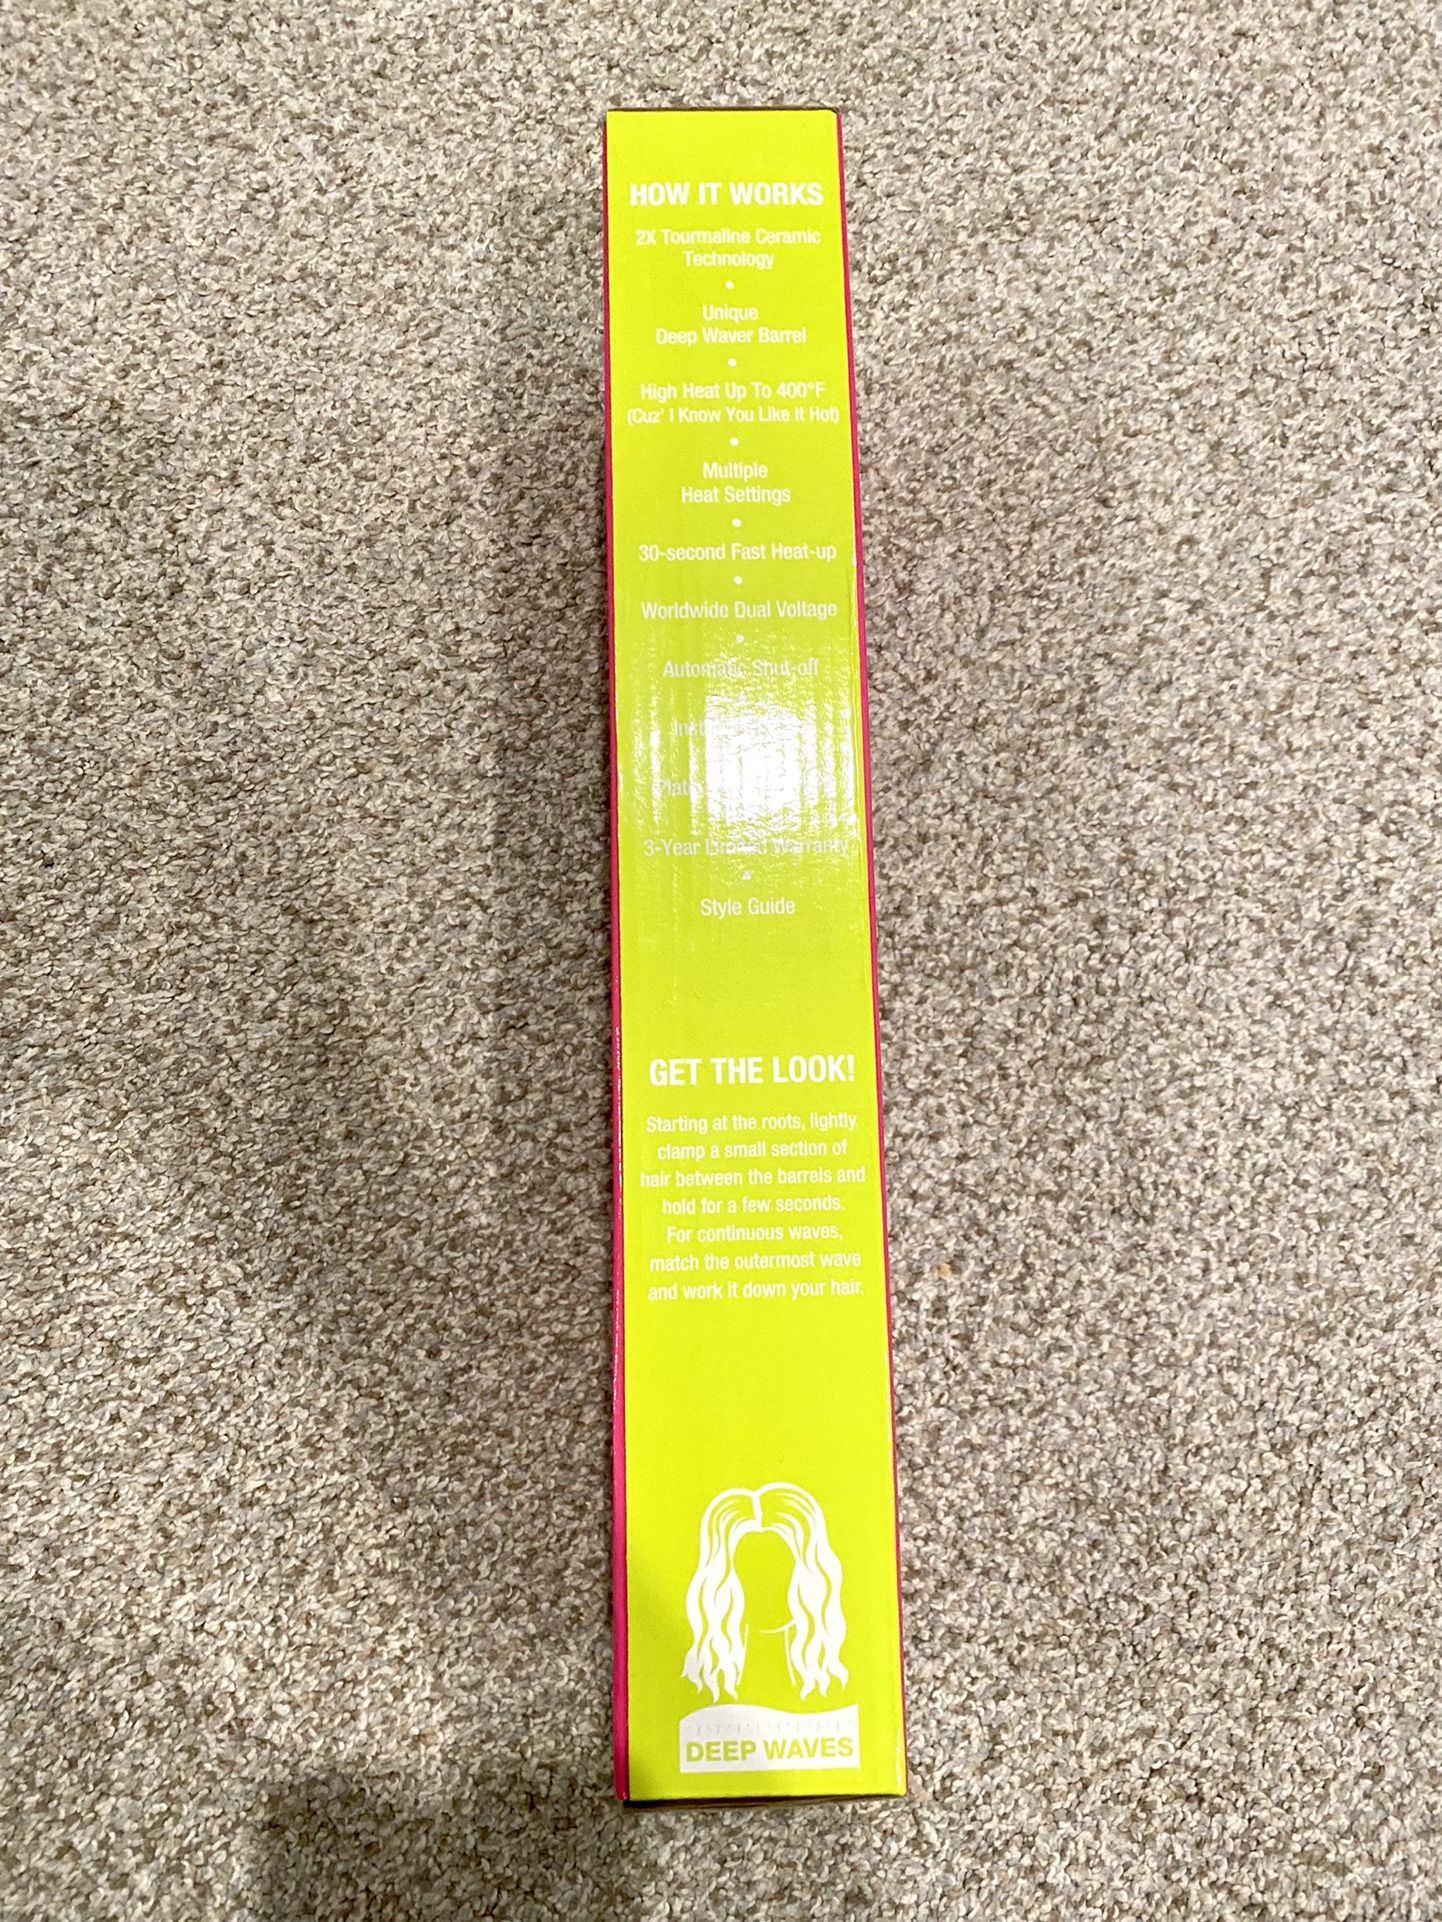 HOW IT WORKS
2X Tourmaline Ceramic
Technology
•
Unique
Deep Waver Barrel
•
High Heat Up To 400°F
(Cuz' I Know You Like It Hot)
•
Multiple
Heat Settings
•
30-second Fast Heat-up
•
Worldwide Dual Voltage
•
Automatic Shut-off
3-Year Limited Warranty
•
Style Guide
GET THE LOOK!
Starting at the roots, lightly
clamp a small section of
hair between the barrels and
hold for a few seconds.
For continuous waves,
match the outermost wave
and work it down your hair.
DEEP WAVES